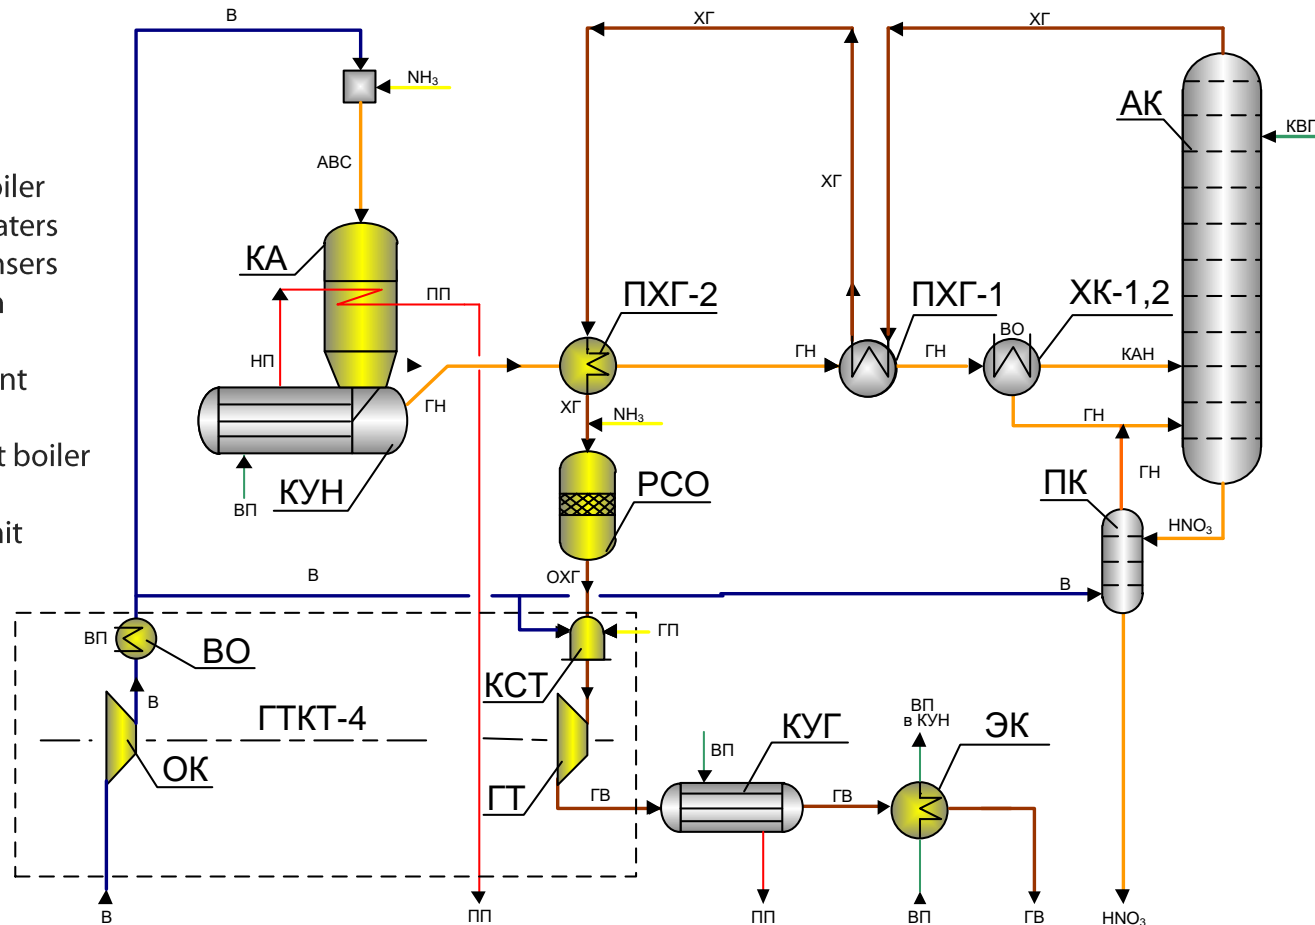 В
ХГ
ХГ
NH₃
АК
КВП
АВС
ХГ
oiler
aters
nsers
КА
ПП
ПХГ-2
ПХГ-1
ХК-1,2
ВО
НП
ГН
ГН
КАН
nt
ГН
ХГ
NH₃
ГН
t boiler
КУН
ВП
РСО
ПК
ГН
HNO₃
nit
В
ОХГ
В
ВП
ВО
ГП
КСТ
В
ГТКТ-4
ОК
ГТ
ВП
КУГ
ВП
в КУН
ЭК
ГВ
ГВ
В
ПП
ПП
ВП
ГВ
HNO₃